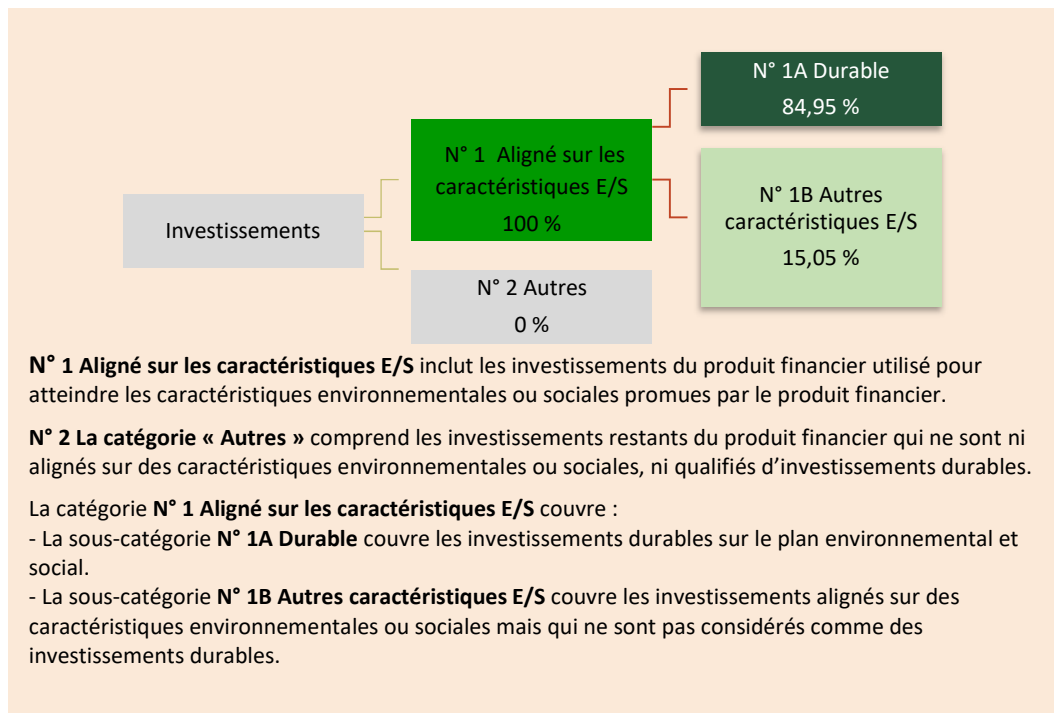 N° 1A Durable
84,95 %
N° 1 Aligné sur les
caractéristiques E/S
100 %
N° 1B Autres
caractéristiques E/S
15,05 %
Investissements
N° 2 Autres
0 %
N° 1 Aligné sur les caractéristiques E/S inclut les investissements du produit financier utilisé pour
atteindre les caractéristiques environnementales ou sociales promues par le produit financier.
N° 2 La catégorie « Autres » comprend les investissements restants du produit financier qui ne sont ni
alignés sur des caractéristiques environnementales ou sociales, ni qualifiés d’investissements durables.
La catégorie N° 1 Aligné sur les caractéristiques E/S couvre :
- La sous-catégorie N° 1A Durable couvre les investissements durables sur le plan environnemental et
social.
- La sous-catégorie N° 1B Autres caractéristiques E/S couvre les investissements alignés sur des
caractéristiques environnementales ou sociales mais qui ne sont pas considérés comme des
investissements durables.